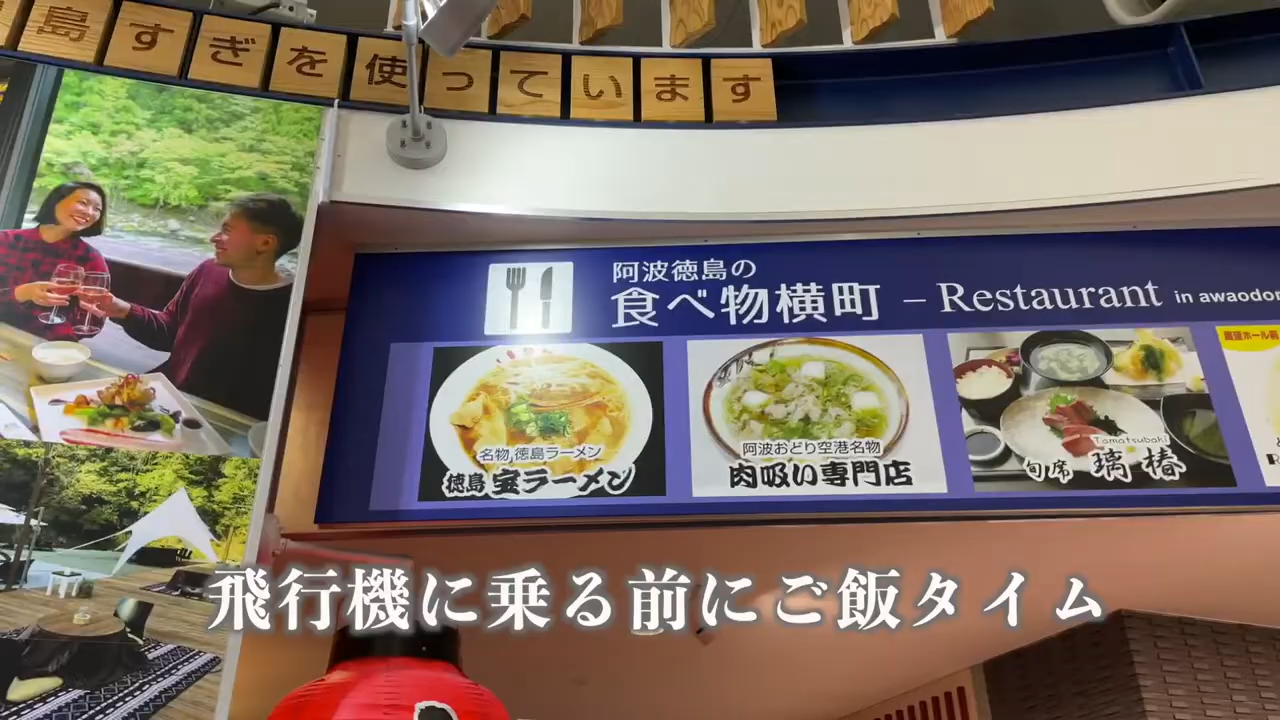 島すぎを使っています
阿波徳島の
食べ物横町 – Restaurant in awaodor
名物 徳島ラーメン
徳島 宝ラーメン
阿波おどり空港名物
肉吸い専門店
Tamatsubaki
旬席 璃椿
飛行機に乗る前にご飯タイム